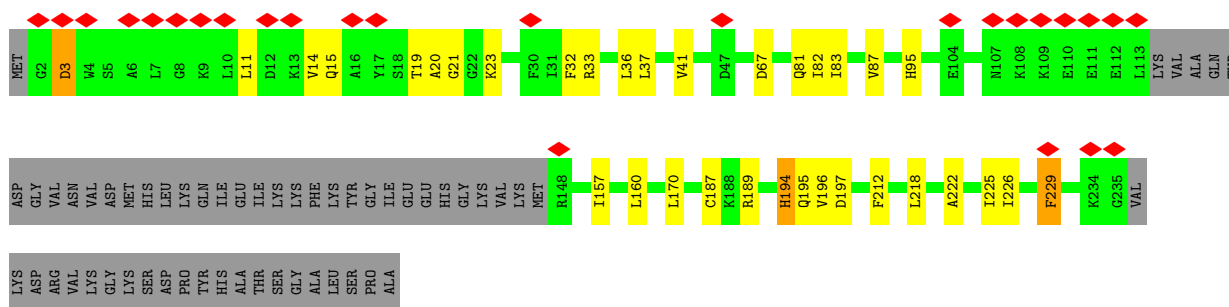 MET G2 D3 W4 S5 A6 L7 G8 K9 L10 L11 D12 K13 V14 Q15 A16 Y17 S18 T19 A20 G21 G22 K23 F30 I31 F32 R33 L36 L37 V41 D47 D67 Q81 I82 I83 V87 H95 E104 N107 K108 K109 E110 E111 E112 L113 LYS VAL ALA GLN
ASP GLY VAL ASN VAL ASP MET HIS LEU LYS GLN ILE GLU ILE ILE LYS LYS PHE LYS TYR GLY ILE GLU GLU HIS GLY LYS VAL LYS MET R148 I157 L160 L170 C187 K188 R189 H194 Q195 V196 D197 F212 L218 A222 I225 I226 F229 K234 G235 VAL
LYS ASP ARG VAL LYS GLY LYS SER ASP PRO TYR HIS ALA THR SER GLY ALA LEU SER PRO ALA